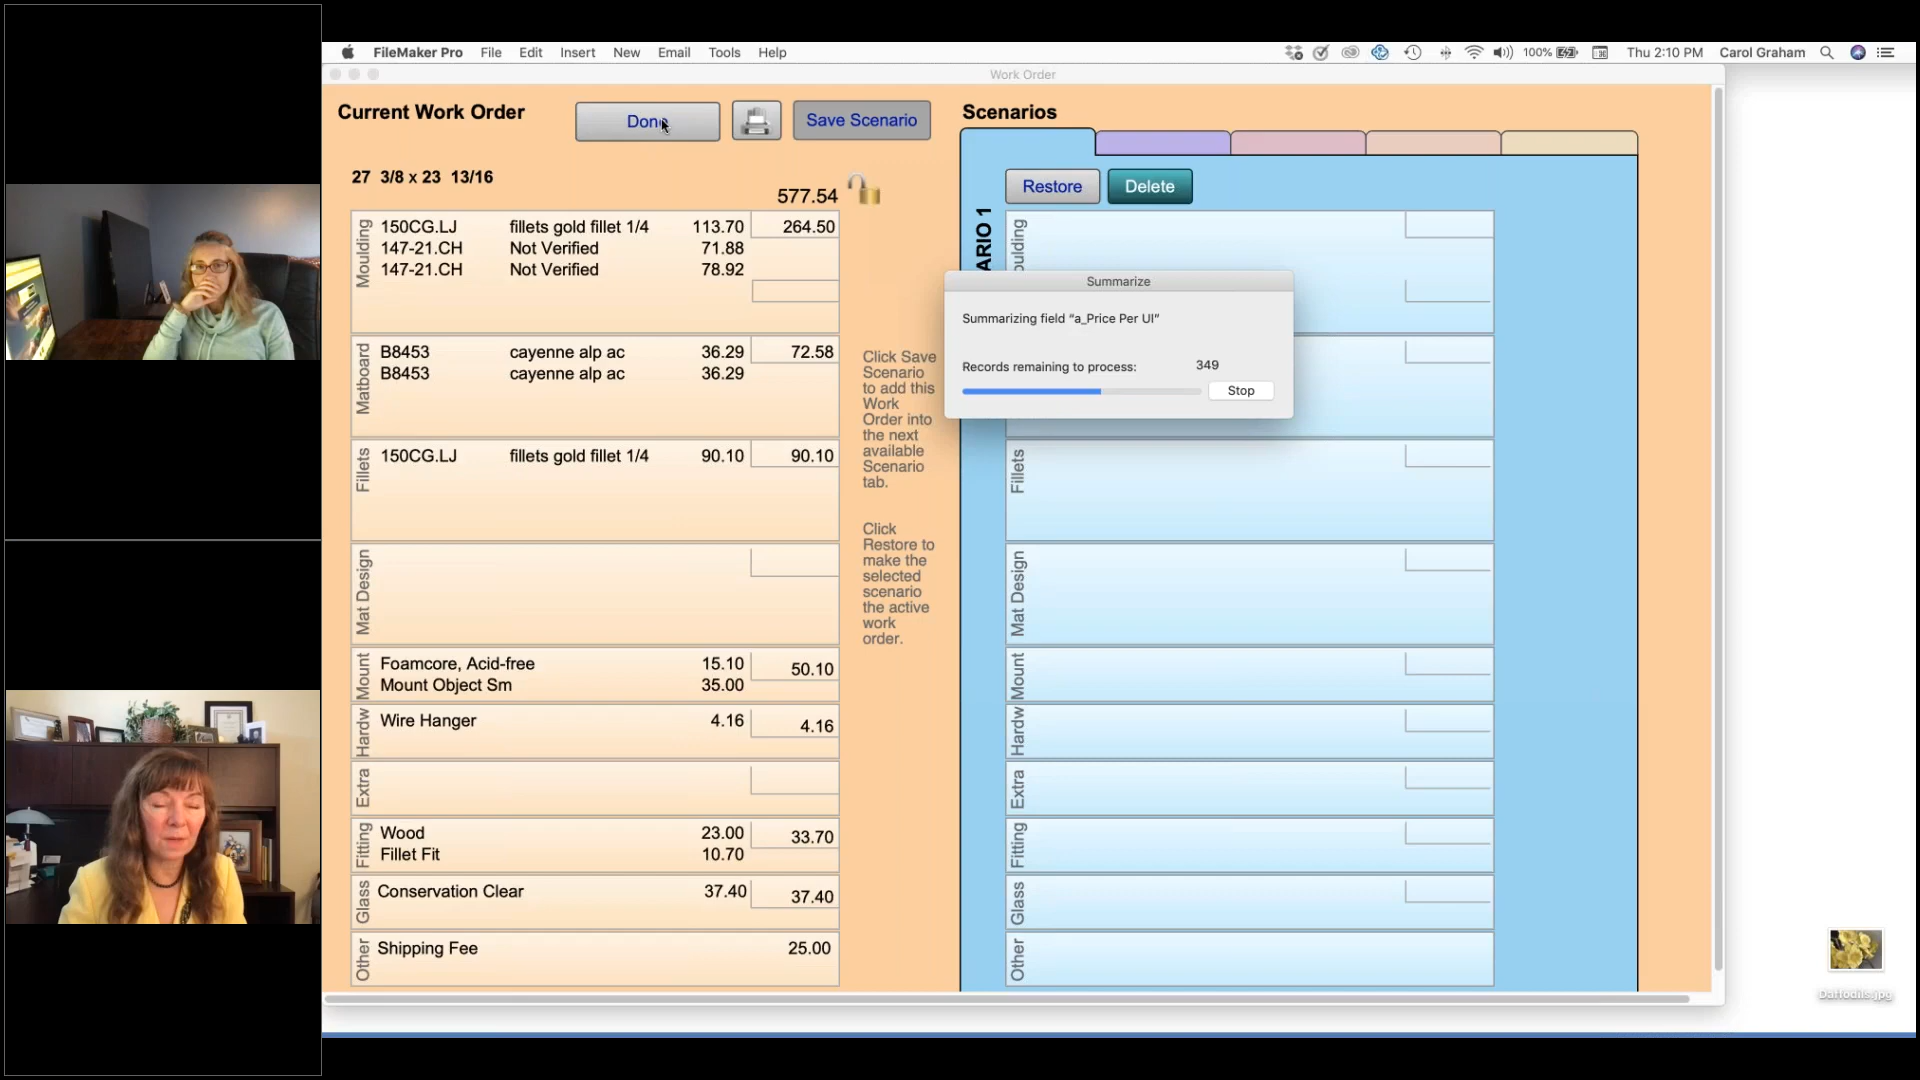 FileMaker Pro File Edit Insert New Email Tools Help
100% Thu 2:10 PM Carol Graham
Work Order
Current Work Order
Done
Save Scenario
Scenarios
27 3/8 x 23 13/16
577.54
Restore
Delete
Moulding
150CG.LJ fillets gold fillet 1/4 113.70 264.50
147-21.CH Not Verified 71.88
147-21.CH Not Verified 78.92
Matboard
B8453 cayenne alp ac 36.29 72.58
B8453 cayenne alp ac 36.29
Fillets
150CG.LJ fillets gold fillet 1/4 90.10 90.10
Mat Design
Mount
Foamcore, Acid-free 15.10 50.10
Mount Object Sm 35.00
Hardw
Wire Hanger 4.16 4.16
Extra
Fitting
Wood 23.00 33.70
Fillet Fit 10.70
Glass
Conservation Clear 37.40 37.40
Other
Shipping Fee 25.00
Click Save
Scenario
to add this
Work
Order into
the next
available
Scenario
tab.
Click
Restore to
make the
selected
scenario
the active
work
order.
ARIO 1
oulding
Summarize
Summarizing field “a_Price Per UI”
Records remaining to process: 349
Stop
Fillets
Mat Design
Mount
Hardw
Extra
Fitting
Glass
Other
Daffodils.jpg